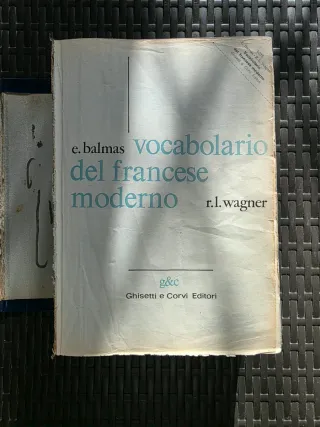 e. balmas vocabolario
del francese
moderno r.l. wagner
g&c
Ghisetti e Corvi Editori